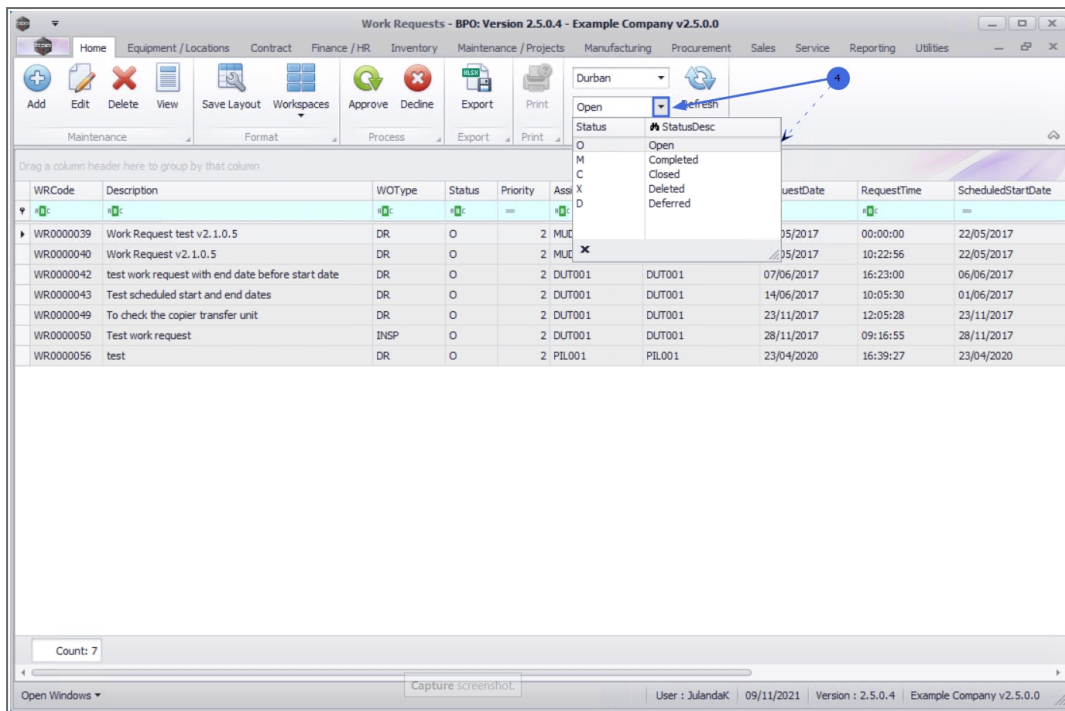 Work Requests - BPO: Version 2.5.0.4 - Example Company v2.5.0.0
Home Equipment / Locations Contract Finance / HR Inventory Maintenance / Projects Manufacturing Procurement Sales Service Reporting Utilities
Add Edit Delete View Save Layout Workspaces Approve Decline Export Print Refresh
XLSX
Durban
Open
4
Maintenance Format Process Export Print
Status StatusDesc
O Open
M Completed
C Closed
X Deleted
D Deferred
Drag a column header here to group by that column
WRCode Description WOType Status Priority RequestTime ScheduledStartDate
WR0000039 Work Request test v2.1.0.5 DR O 2 00:00:00 22/05/2017
WR0000040 Work Request v2.1.0.5 DR O 2 10:22:56 22/05/2017
WR0000042 test work request with end date before start date DR O 2 DUT001 DUT001 07/06/2017 16:23:00 06/06/2017
WR0000043 Test scheduled start and end dates DR O 2 DUT001 DUT001 14/06/2017 10:05:30 01/06/2017
WR0000049 To check the copier transfer unit DR O 2 DUT001 DUT001 23/11/2017 12:05:28 23/11/2017
WR0000050 Test work request INSP O 2 DUT001 DUT001 28/11/2017 09:16:55 28/11/2017
WR0000056 test DR O 2 PIL001 PIL001 23/04/2020 16:39:27 23/04/2020
Count: 7
Capture screenshot.
Open Windows User : JulandaK 09/11/2021 Version : 2.5.0.4 Example Company v2.5.0.0